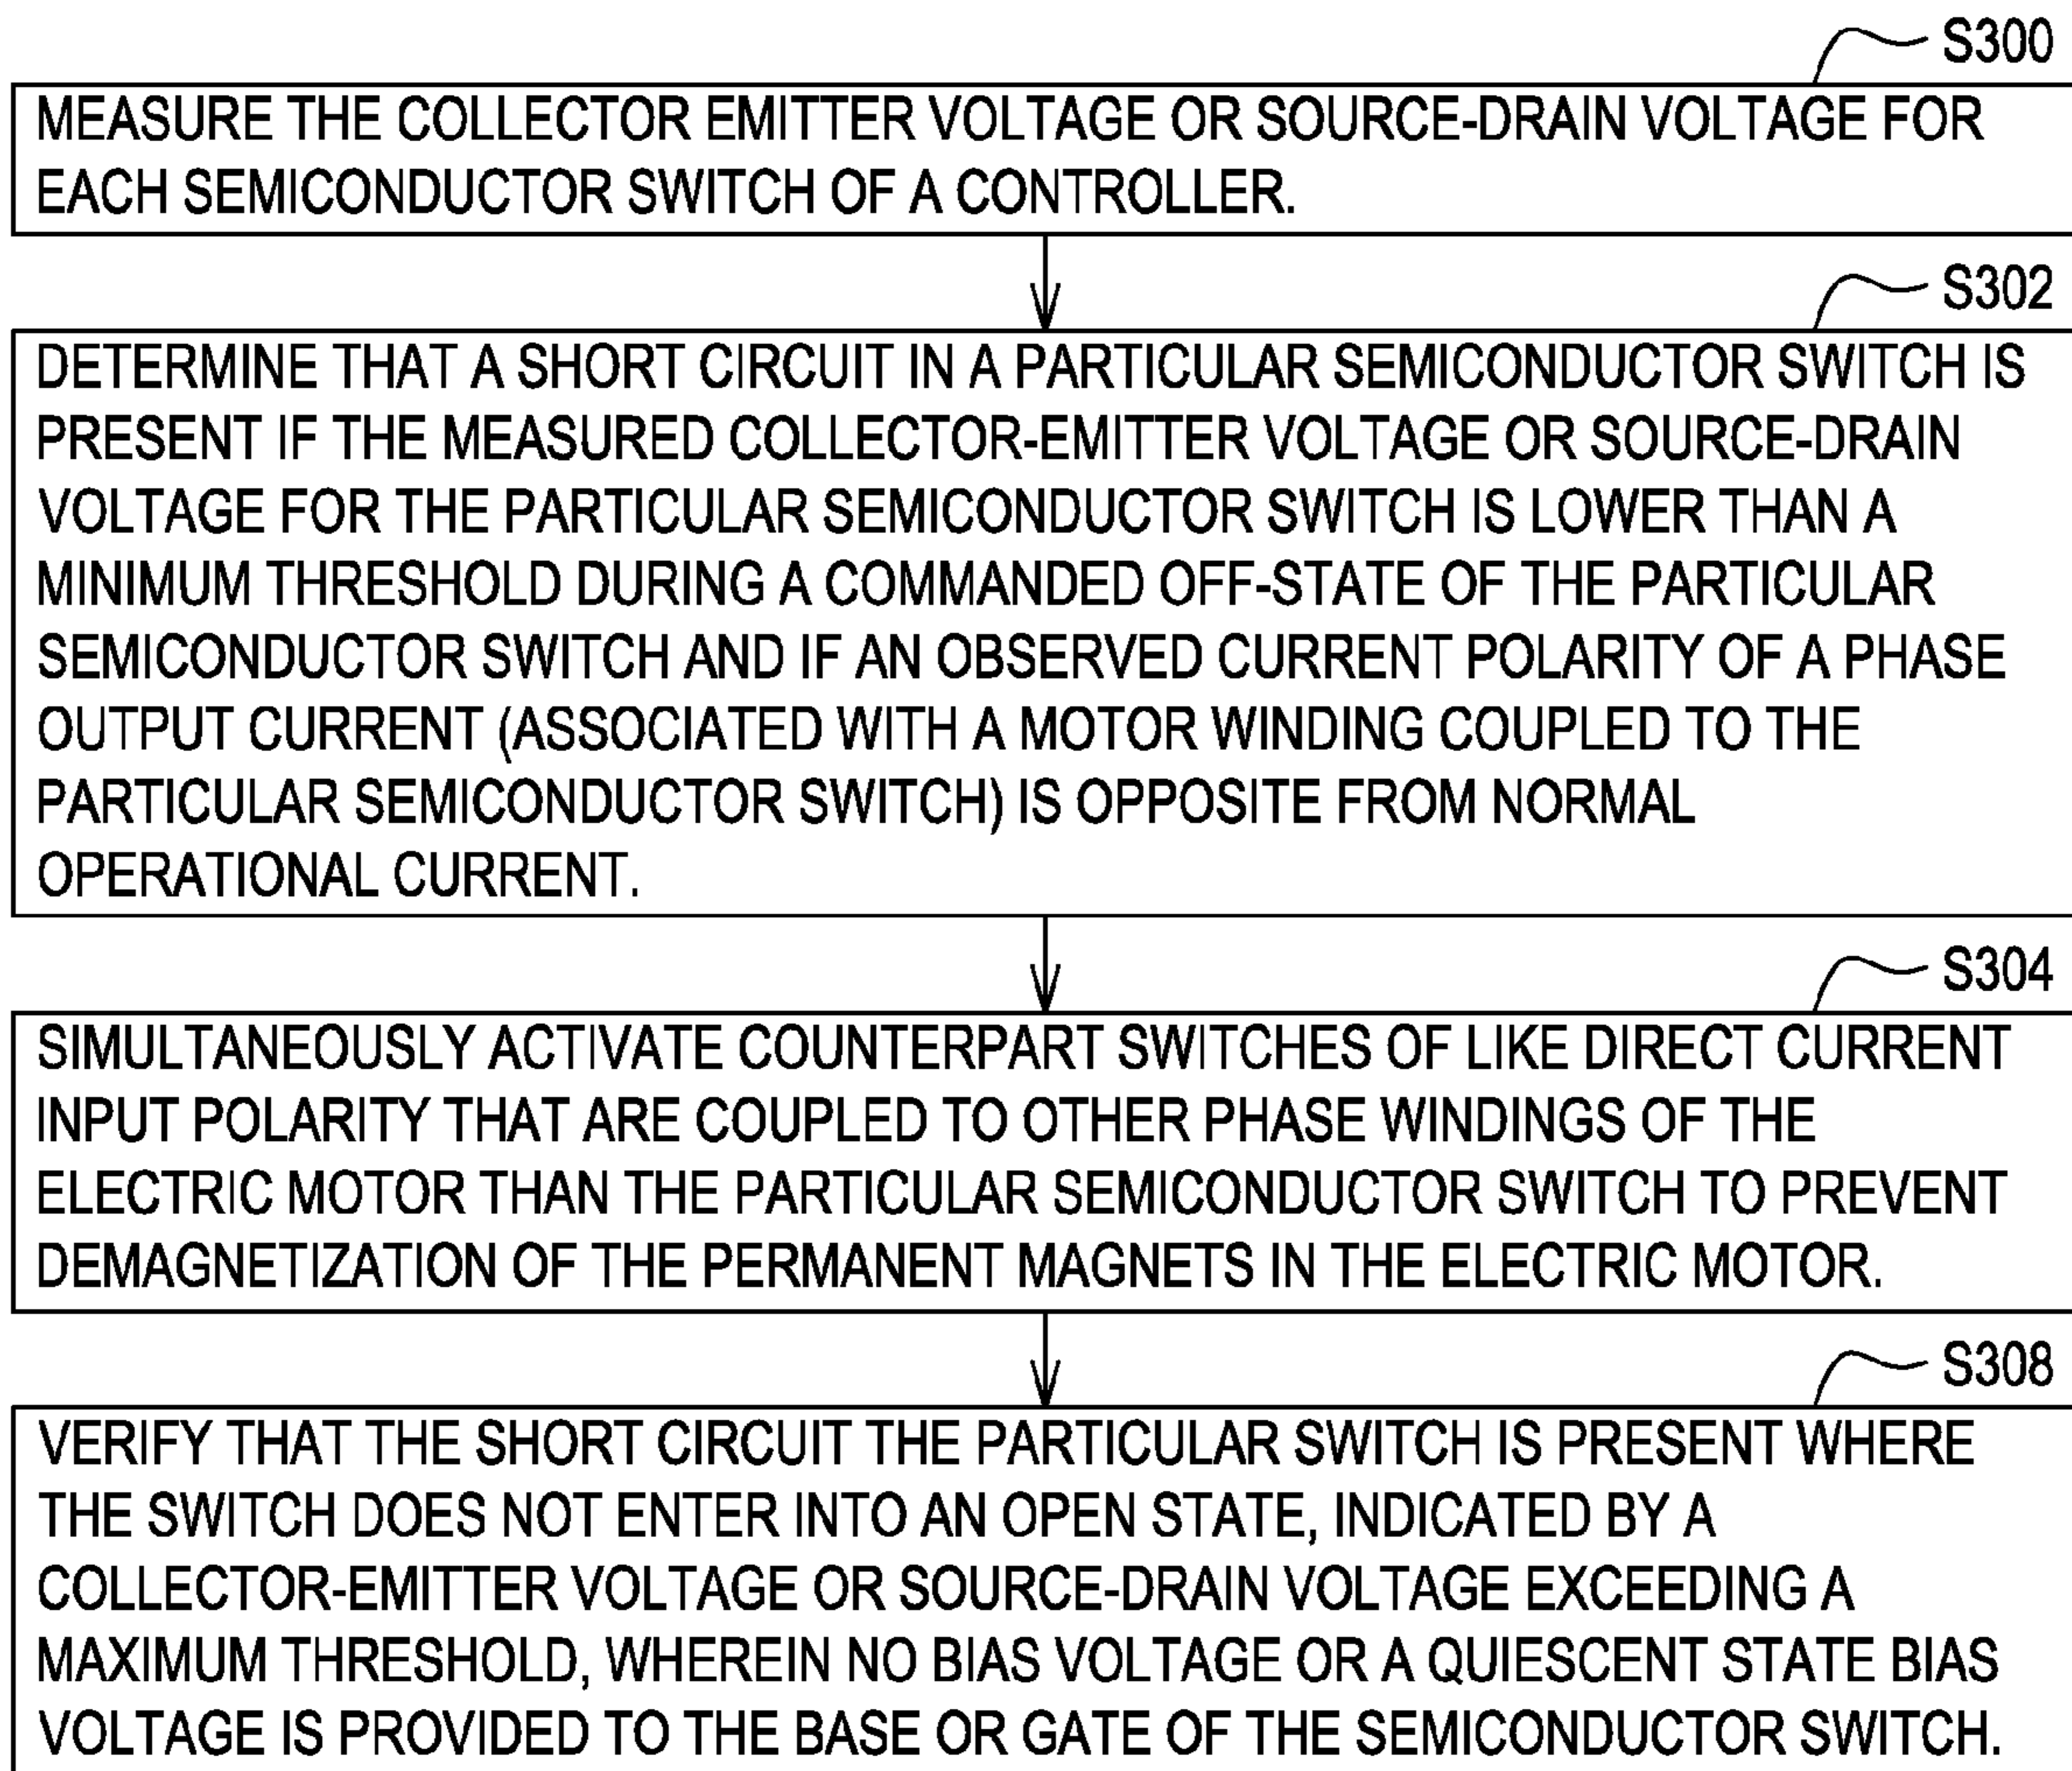 S300
MEASURE THE COLLECTOR EMITTER VOLTAGE OR SOURCE-DRAIN VOLTAGE FOR
EACH SEMICONDUCTOR SWITCH OF A CONTROLLER.
S302
DETERMINE THAT A SHORT CIRCUIT IN A PARTICULAR SEMICONDUCTOR SWITCH IS
PRESENT IF THE MEASURED COLLECTOR-EMITTER VOLTAGE OR SOURCE-DRAIN
VOLTAGE FOR THE PARTICULAR SEMICONDUCTOR SWITCH IS LOWER THAN A
MINIMUM THRESHOLD DURING A COMMANDED OFF-STATE OF THE PARTICULAR
SEMICONDUCTOR SWITCH AND IF AN OBSERVED CURRENT POLARITY OF A PHASE
OUTPUT CURRENT (ASSOCIATED WITH A MOTOR WINDING COUPLED TO THE
PARTICULAR SEMICONDUCTOR SWITCH) IS OPPOSITE FROM NORMAL
OPERATIONAL CURRENT.
S304
SIMULTANEOUSLY ACTIVATE COUNTERPART SWITCHES OF LIKE DIRECT CURRENT
INPUT POLARITY THAT ARE COUPLED TO OTHER PHASE WINDINGS OF THE
ELECTRIC MOTOR THAN THE PARTICULAR SEMICONDUCTOR SWITCH TO PREVENT
DEMAGNETIZATION OF THE PERMANENT MAGNETS IN THE ELECTRIC MOTOR.
S308
VERIFY THAT THE SHORT CIRCUIT THE PARTICULAR SWITCH IS PRESENT WHERE
THE SWITCH DOES NOT ENTER INTO AN OPEN STATE, INDICATED BY A
COLLECTOR-EMITTER VOLTAGE OR SOURCE-DRAIN VOLTAGE EXCEEDING A
MAXIMUM THRESHOLD, WHEREIN NO BIAS VOLTAGE OR A QUIESCENT STATE BIAS
VOLTAGE IS PROVIDED TO THE BASE OR GATE OF THE SEMICONDUCTOR SWITCH.